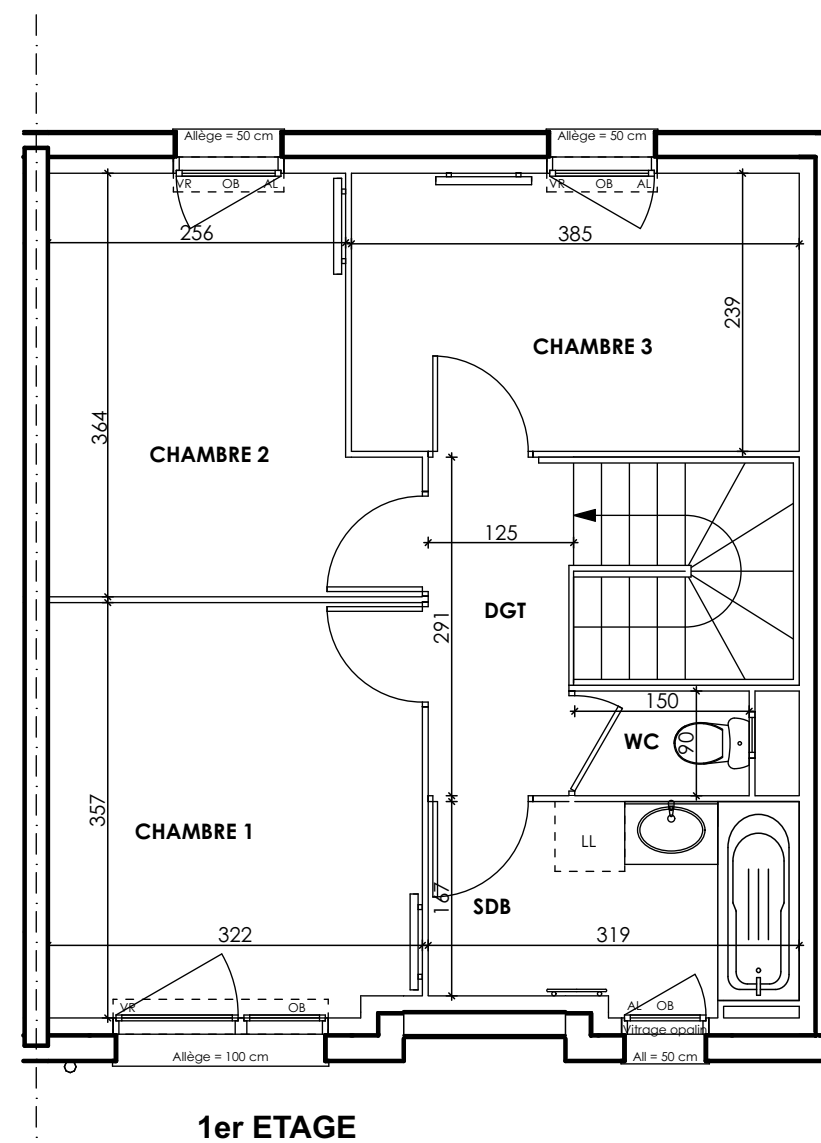 Allège = 50 cm
Allège = 50 cm
VR OB AL
VR OB AL
256
385
239
CHAMBRE 3
364
CHAMBRE 2
125
291
DGT
150
WC
90
357
CHAMBRE 1
LL
167
SDB
322
319
VR OB
AL OB
Vitrage opalin
Allège = 100 cm
All = 50 cm
1er ETAGE